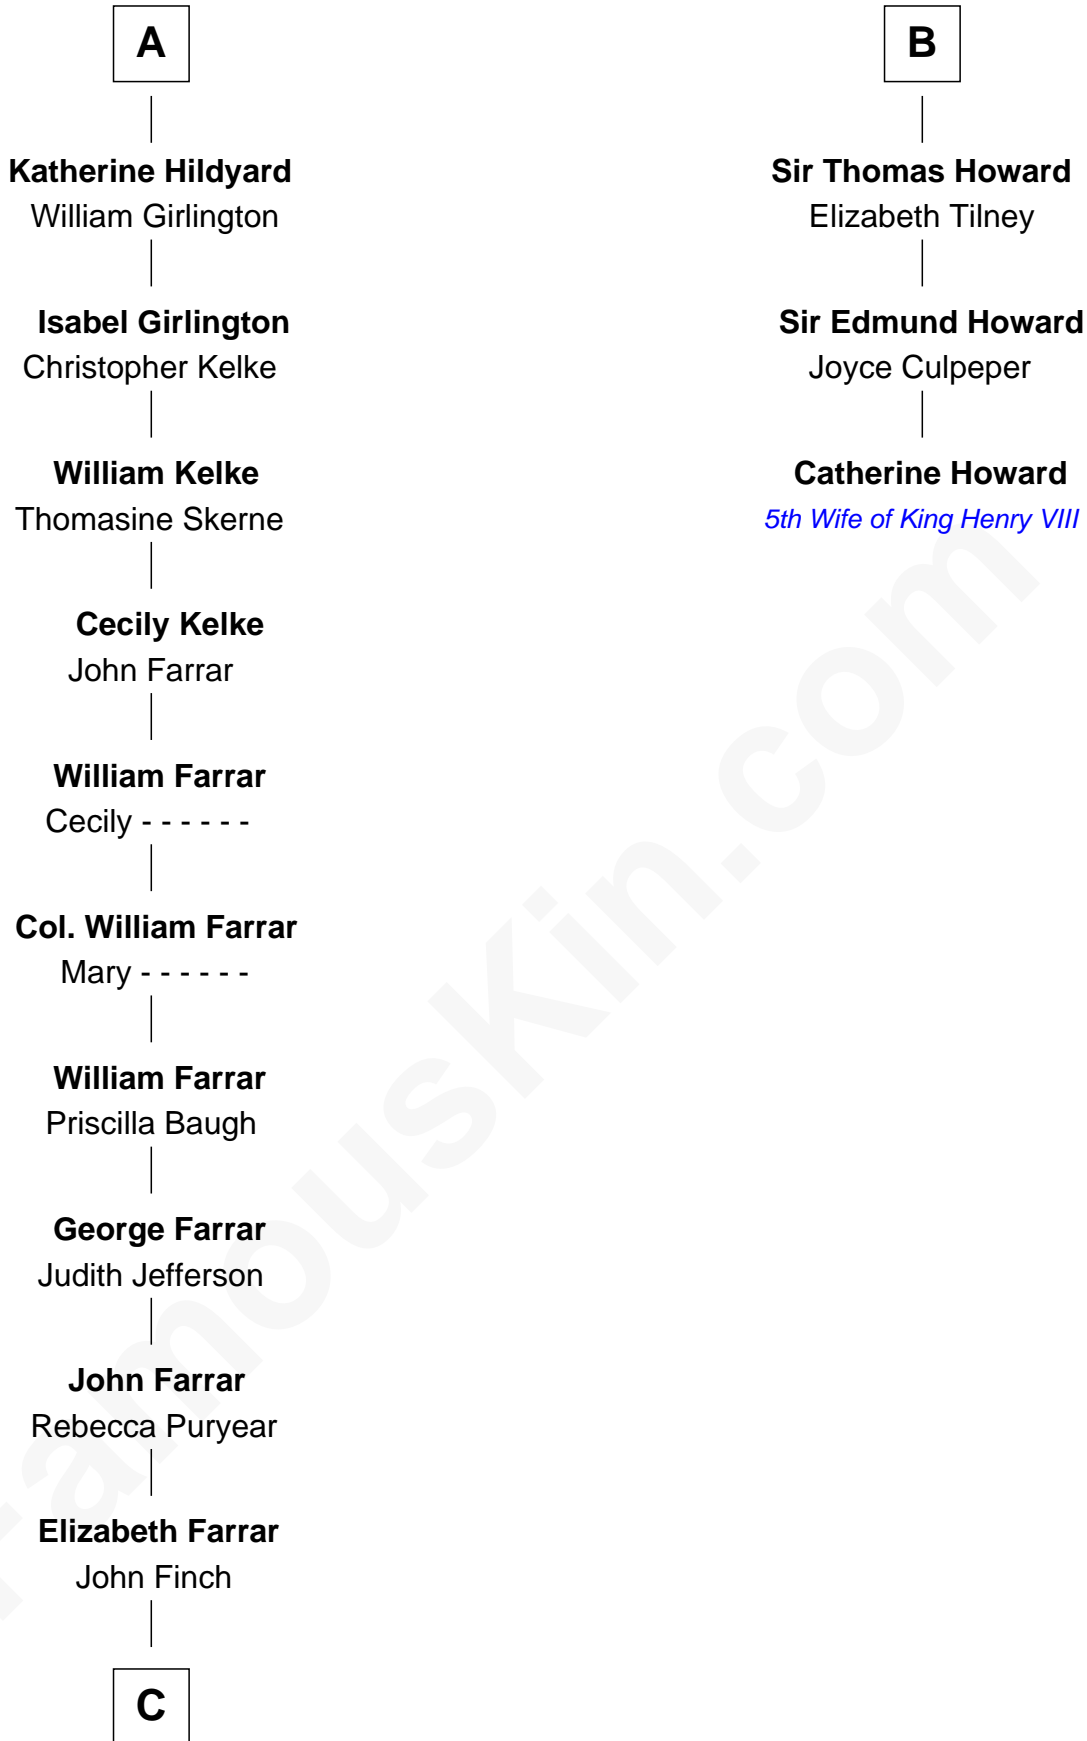 A
Katherine Hildyard
William Girlington
Isabel Girlington
Christopher Kelke
William Kelke
Thomasine Skerne
Cecily Kelke
John Farrar
William Farrar
Cecily - - - - - -
Col. William Farrar
Mary - - - - - -
William Farrar
Priscilla Baugh
George Farrar
Judith Jefferson
John Farrar
Rebecca Puryear
Elizabeth Farrar
John Finch
C
B
Sir Thomas Howard
Elizabeth Tilney
Sir Edmund Howard
Joyce Culpeper
Catherine Howard
5th Wife of King Henry VIII
FamousKin.com